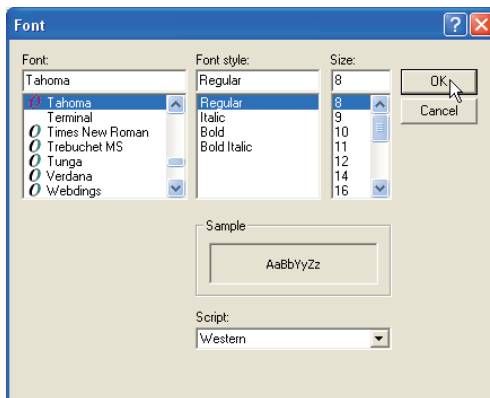 Font
Font:
Font style:
Size:
Tahoma
Regular
8
OK
Tahoma
Terminal
Times New Roman
Trebuchet MS
Tunga
Verdana
Webdings
Regular
Italic
Bold
Bold Italic
8
9
10
11
12
14
16
Cancel
Sample
AaBbYyZz
Script:
Western